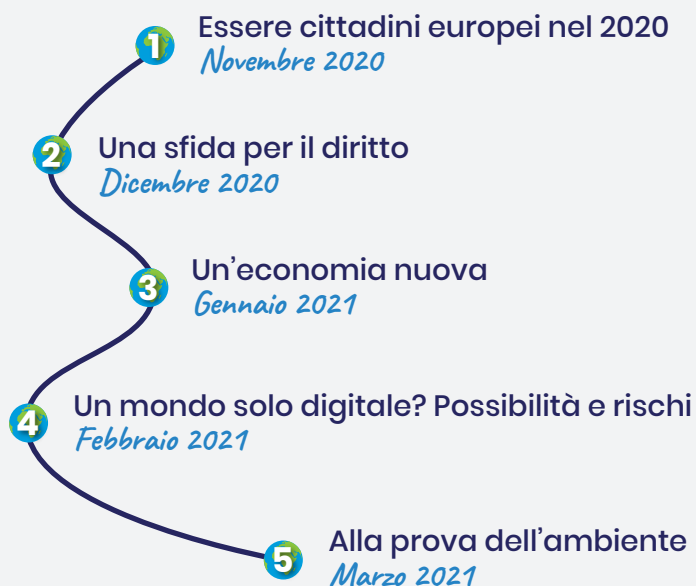 1
Essere cittadini europei nel 2020
Novembre 2020
2
Una sfida per il diritto
Dicembre 2020
3
Un’economia nuova
Gennaio 2021
4
Un mondo solo digitale? Possibilità e rischi
Febbraio 2021
5
Alla prova dell’ambiente
Marzo 2021